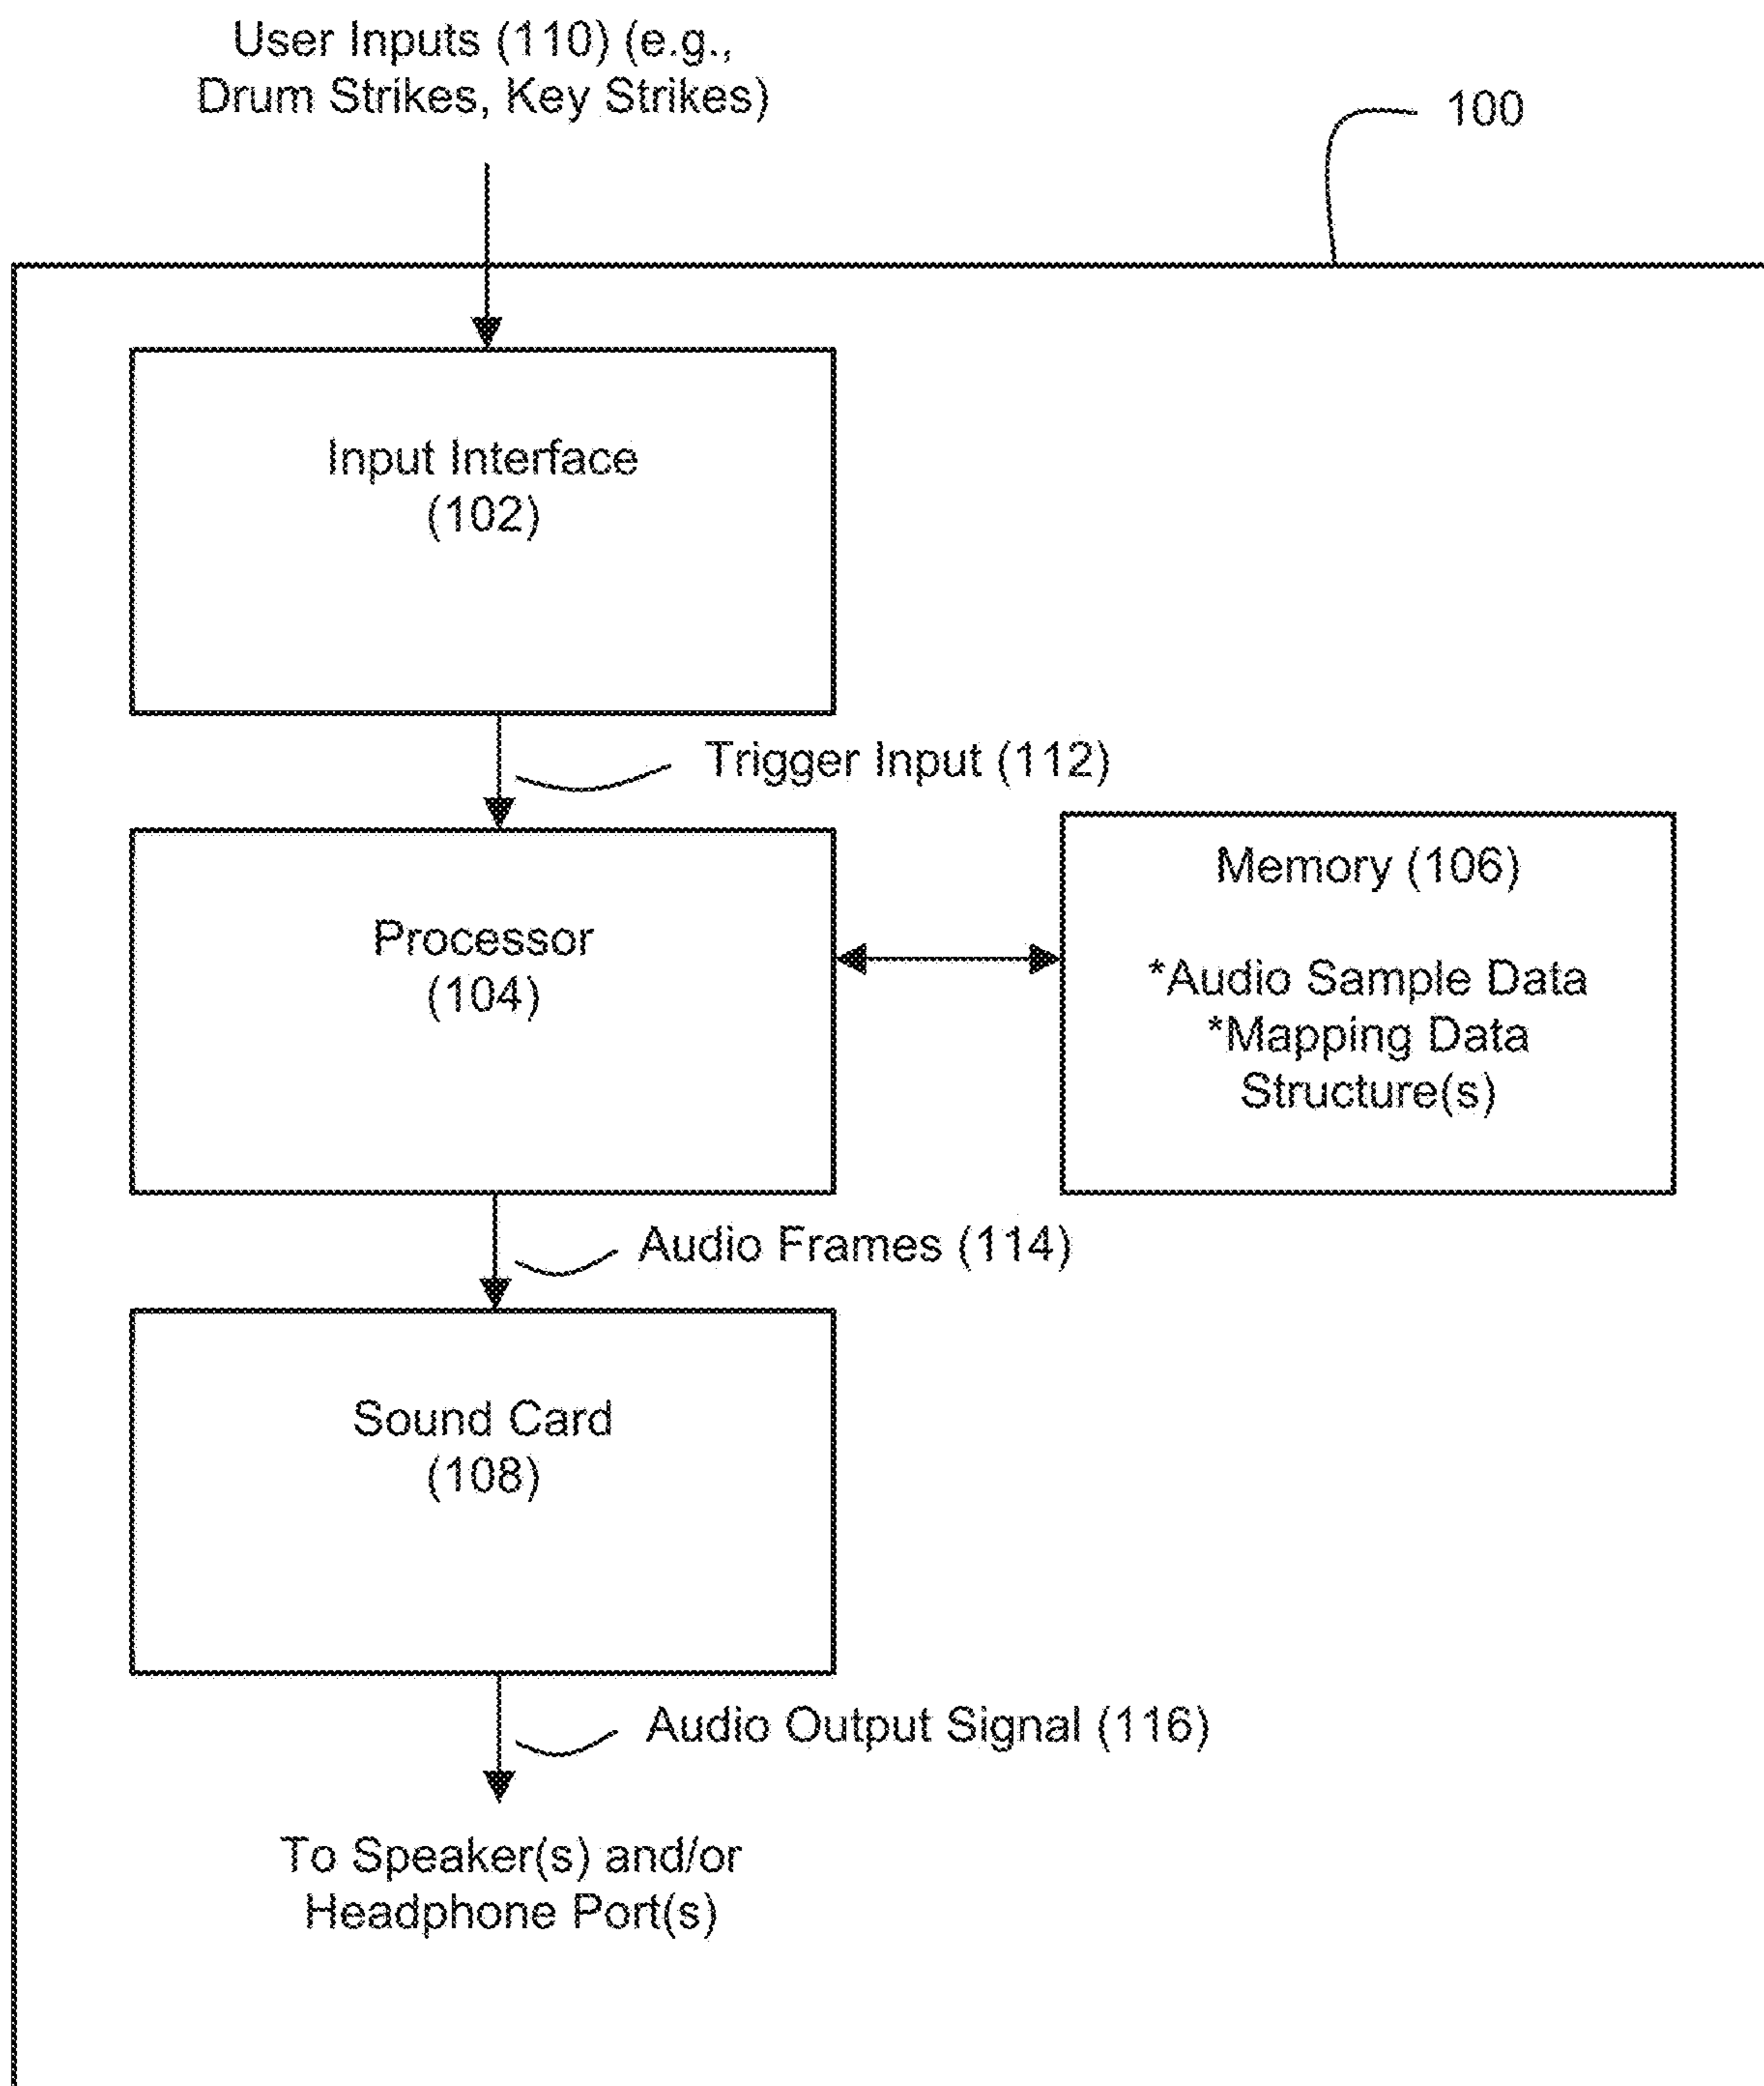 User Inputs (110) (e.g.,
Drum Strikes, Key Strikes)
100
Input Interface
(102)
Trigger Input (112)
Processor
(104)
Memory (106)
*Audio Sample Data
*Mapping Data
Structure(s)
Audio Frames (114)
Sound Card
(108)
Audio Output Signal (116)
To Speaker(s) and/or
Headphone Port(s)